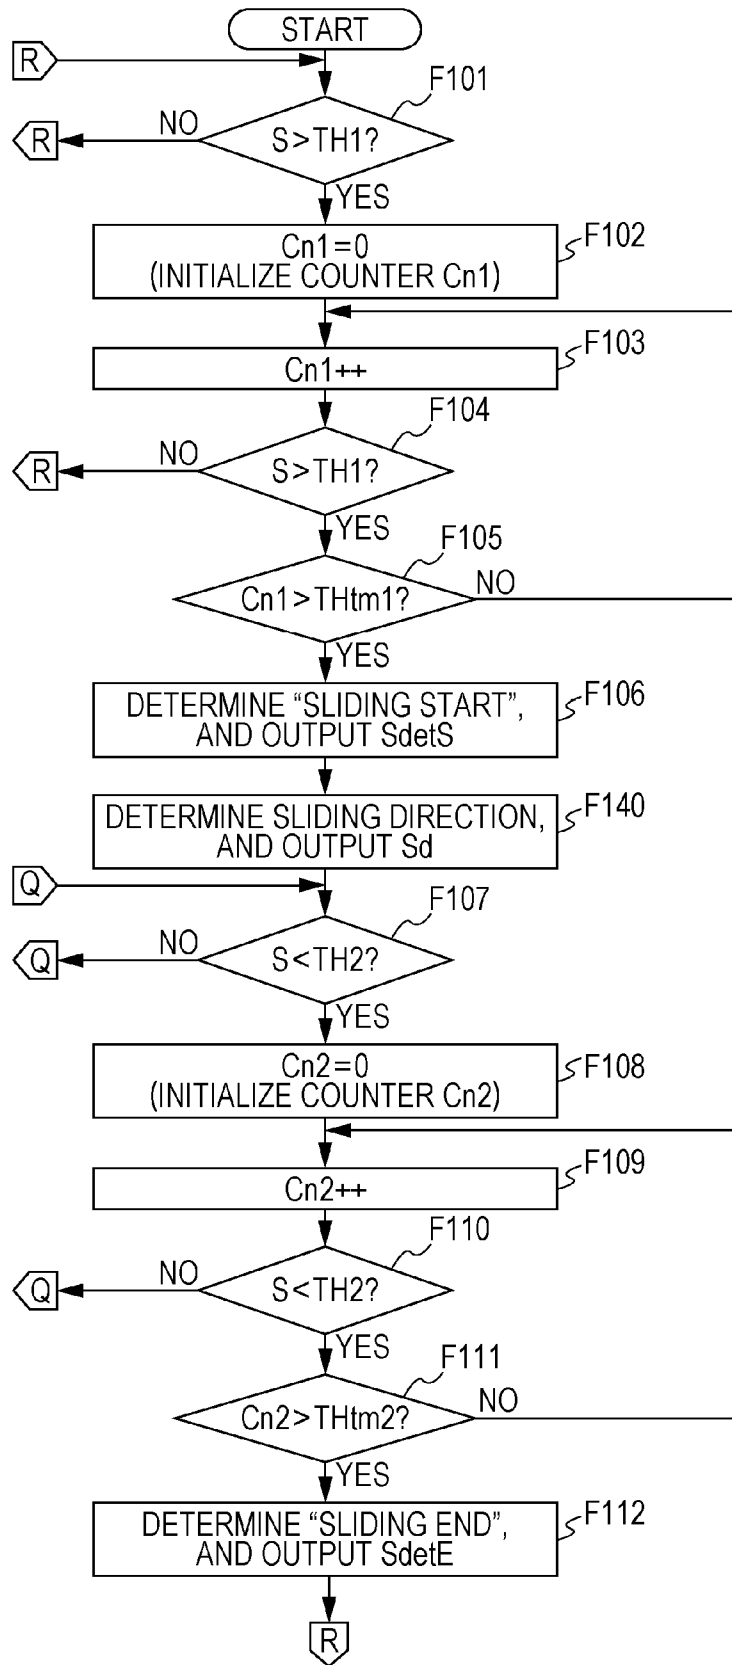 START
R
F101
S>TH1?
NO
R
YES
Cn1=0
(INITIALIZE COUNTER Cn1)
F102
Cn1++
F103
F104
S>TH1?
NO
R
YES
F105
Cn1>THtm1?
NO
YES
DETERMINE “SLIDING START”,
AND OUTPUT SdetS
F106
DETERMINE SLIDING DIRECTION,
AND OUTPUT Sd
F140
Q
F107
S<TH2?
NO
Q
YES
Cn2=0
(INITIALIZE COUNTER Cn2)
F108
Cn2++
F109
F110
S<TH2?
NO
Q
YES
F111
Cn2>THtm2?
NO
YES
DETERMINE “SLIDING END”,
AND OUTPUT SdetE
F112
R